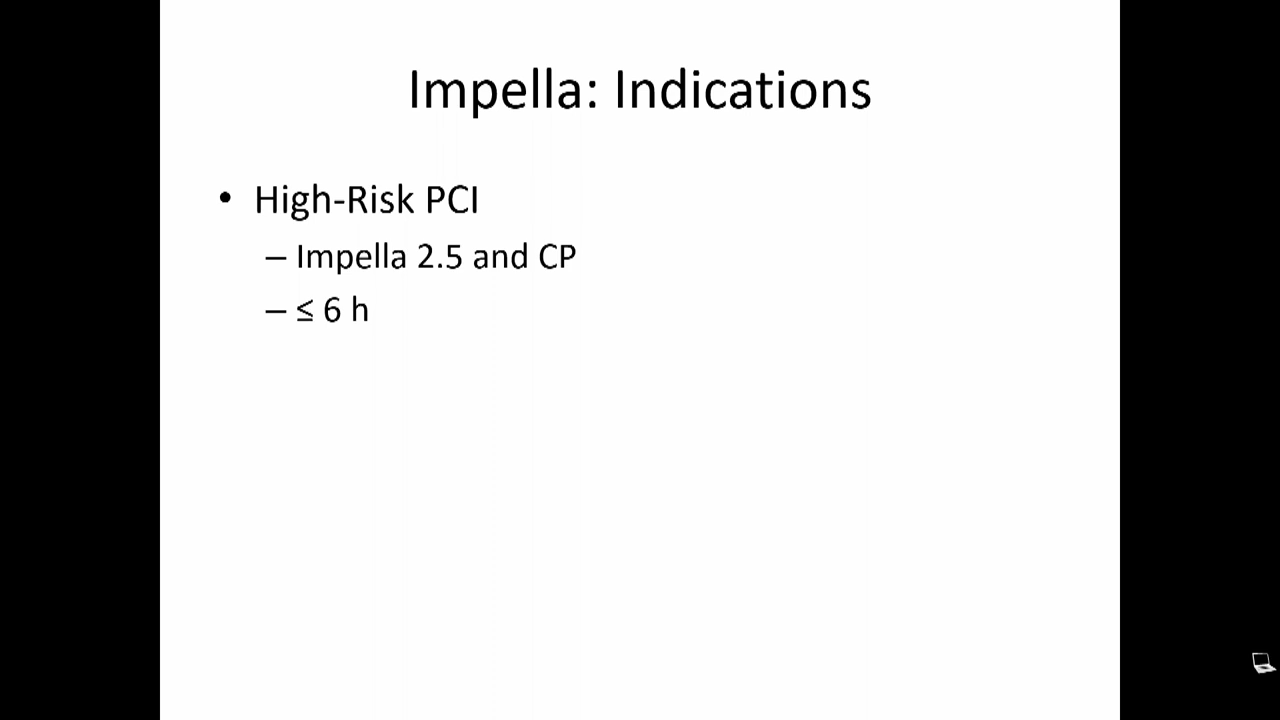 Impella: Indications
• High-Risk PCI
– Impella 2.5 and CP
– ≤ 6 h